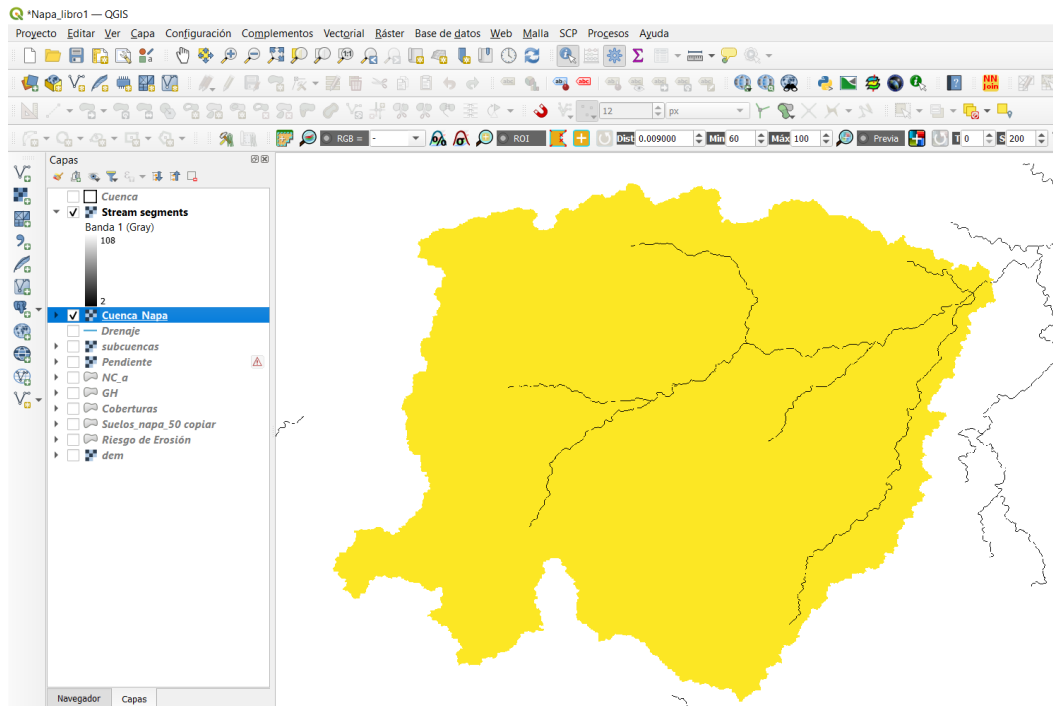 *Napa_libro1 — QGIS
Proyecto Editar Ver Capa Configuración Complementos Vectorial Ráster Base de datos Web Malla SCP Procesos Ayuda
12 px
RGB = - ROI Dist 0.009000 Min 60 Máx 100 Previa T 0 S 200
Capas
Cuenca
Stream segments
Banda 1 (Gray)
108
2
Cuenca_Napa
Drenaje
subcuencas
Pendiente
NC_a
GH
Coberturas
Suelos_napa_50 copiar
Riesgo de Erosión
dem
Navegador Capas